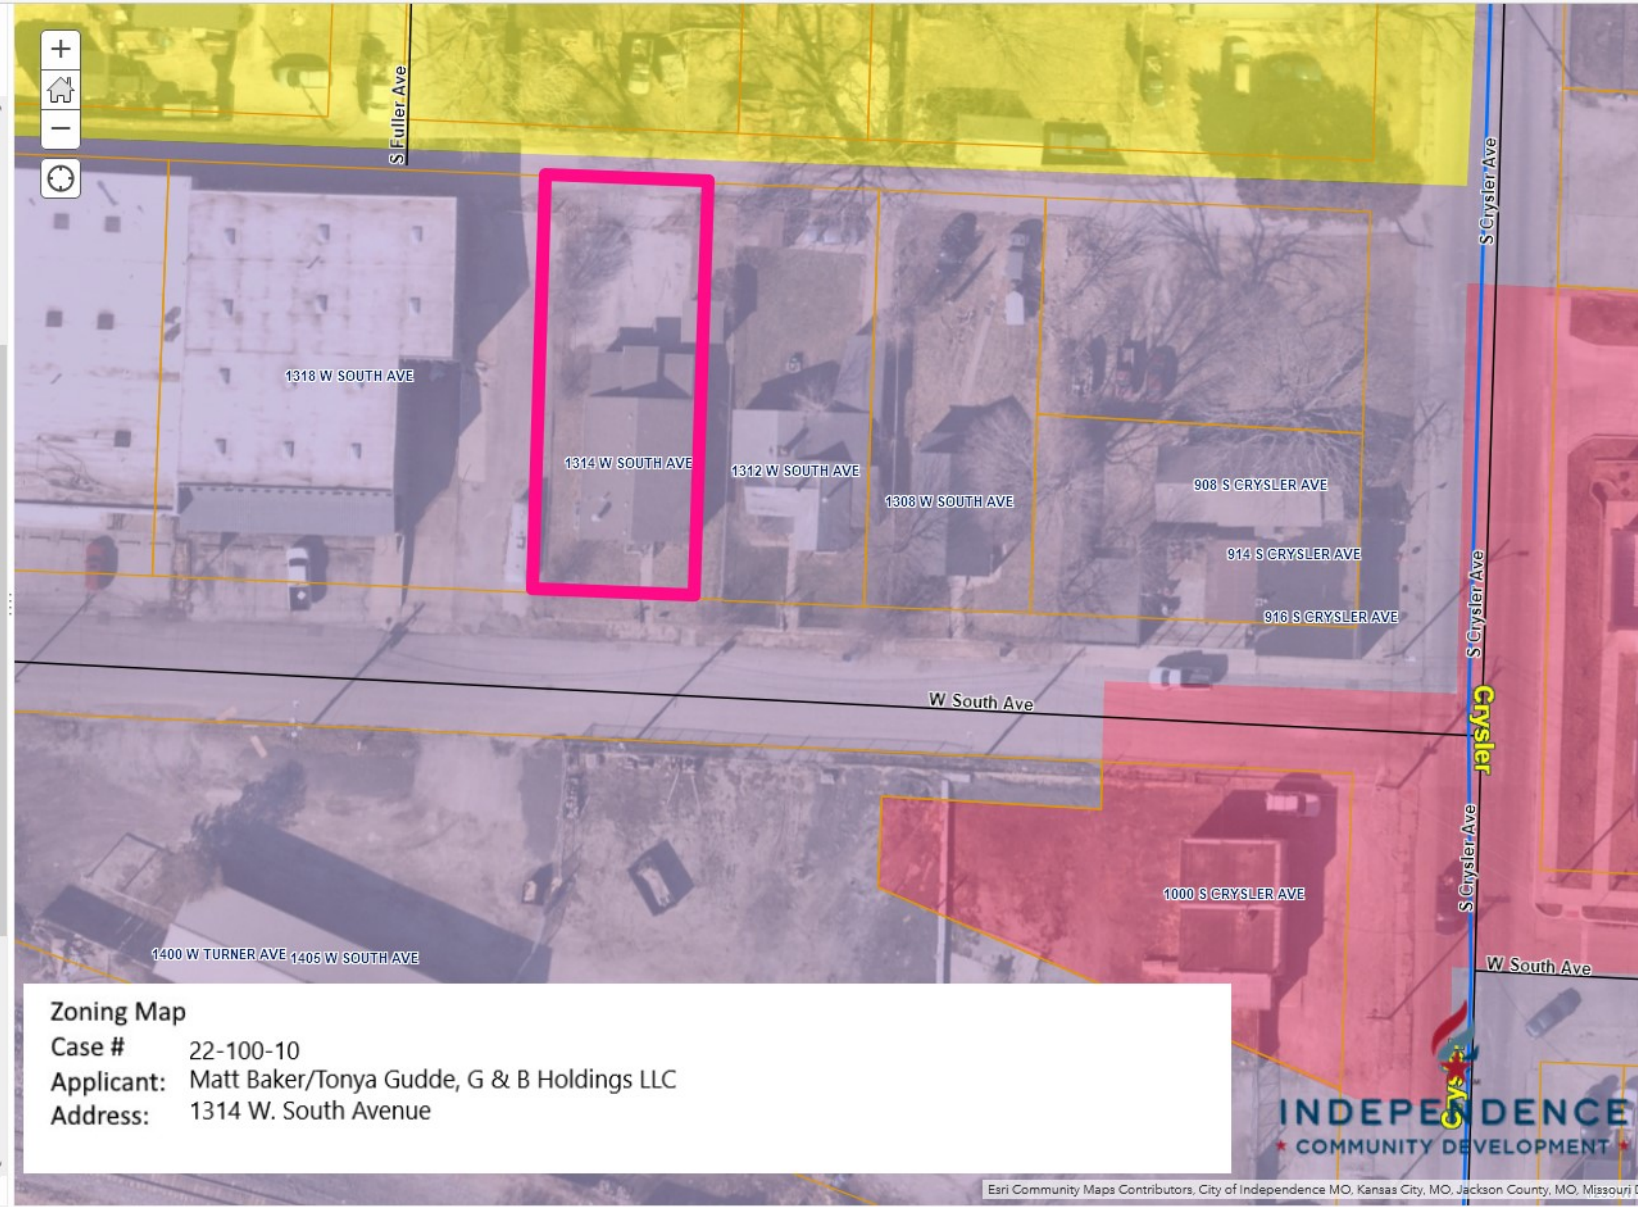 +
−
S Fuller Ave
S Crysler Ave
1318 W SOUTH AVE
1314 W SOUTH AVE
1312 W SOUTH AVE
1308 W SOUTH AVE
908 S CRYSLER AVE
914 S CRYSLER AVE
916 S CRYSLER AVE
S Crysler Ave
W South Ave
Crysler
S Crysler Ave
1000 S CRYSLER AVE
1400 W TURNER AVE
1405 W SOUTH AVE
W South Ave
Zoning Map
Case # 22-100-10
Applicant: Matt Baker/Tonya Gudde, G & B Holdings LLC
Address: 1314 W. South Avenue
INDEPENDENCE
COMMUNITY DEVELOPMENT
Esri Community Maps Contributors, City of Independence MO, Kansas City, MO, Jackson County, MO, Missouri